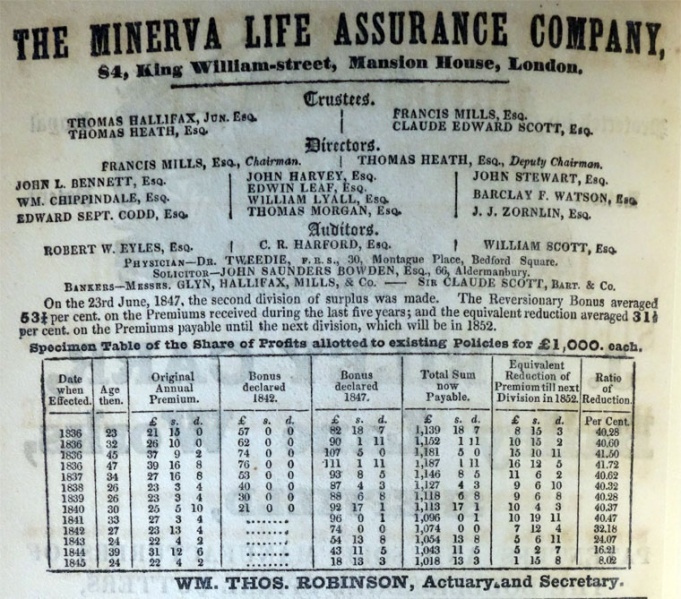 THE MINERVA LIFE ASSURANCE COMPANY,
84, King William-street, Mansion House, London.
Trustees.
THOMAS HALLIFAX, Jun. Esq. | FRANCIS MILLS, Esq.
THOMAS HEATH, Esq. | CLAUDE EDWARD SCOTT, Esq.
Directors.
FRANCIS MILLS, Esq., Chairman. | THOMAS HEATH, Esq., Deputy Chairman.
JOHN L. BENNETT, Esq. | JOHN HARVEY, Esq. | JOHN STEWART, Esq.
WM. CHIPPINDALE, Esq. | EDWIN LEAF, Esq. | BARCLAY F. WATSON, Esq.
EDWARD SEPT. CODD, Esq. | WILLIAM LYALL, Esq. | J. J. ZORNLIN, Esq.
THOMAS MORGAN, Esq.
Auditors.
ROBERT W. EYLES, Esq. | C. R. HARFORD, Esq. | WILLIAM SCOTT, Esq.
Physician—Dr. TWEEDIE, F.R.S., 30, Montague Place, Bedford Square.
Solicitor—JOHN SAUNDERS BOWDEN, Esq., 66, Aldermanbury.
Bankers—Messrs. GLYN, HALLIFAX, MILLS, & Co. — Sir CLAUDE SCOTT, Bart. & Co.
On the 23rd June, 1847, the second division of surplus was made. The Reversionary Bonus averaged
per cent. on the Premiums received during the last five years; and the equivalent reduction averaged
per cent. on the Premiums payable until the next division, which will be in 1852.
Specimen Table of the Share of Profits allotted to existing Policies for £1,000. each.
Date when Effected. | Age then. | Original Annual Premium. | Bonus declared 1842. | Bonus declared 1847. | Total Sum now Payable. | Equivalent Reduction of Premium till next Division in 1852. | Ratio of Reduction.
£ s. d. | £ s. d. | £ s. d. | £ s. d. | £ s. d. | Per Cent.
1836 | 23 | 21 15 0 | 57 0 0 | 82 18 7 | 1,139 18 7 | 8 15 3 | 40.28
1836 | 32 | 26 10 0 | 62 0 0 | 90 1 11 | 1,152 1 11 | 10 15 2 | 40.60
1836 | 45 | 37 9 2 | 74 0 0 | 107 5 0 | 1,181 5 0 | 15 10 11 | 41.50
1836 | 47 | 39 16 8 | 76 0 0 | 111 1 11 | 1,187 1 11 | 16 12 5 | 41.72
1837 | 34 | 27 16 8 | 53 0 0 | 93 8 5 | 1,146 8 5 | 11 6 2 | 40.62
1838 | 26 | 23 3 4 | 40 0 0 | 87 4 3 | 1,127 4 3 | 9 6 10 | 40.32
1839 | 26 | 23 3 4 | 30 0 0 | 88 6 8 | 1,118 6 8 | 9 6 8 | 40.28
1840 | 30 | 25 5 10 | 21 0 0 | 92 17 1 | 1,113 17 1 | 10 4 3 | 40.37
1841 | 33 | 27 3 4 | ........ | 96 0 1 | 1,096 0 1 | 10 19 11 | 40.47
1842 | 27 | 23 13 4 | ........ | 74 0 0 | 1,074 0 0 | 7 12 4 | 32.18
1843 | 24 | 22 4 2 | ........ | 54 13 8 | 1,054 13 8 | 5 6 11 | 24.07
1844 | 39 | 31 12 6 | ........ | 43 11 5 | 1,043 11 5 | 5 2 7 | 16.21
1845 | 24 | 22 4 2 | ........ | 18 13 3 | 1,018 13 3 | 1 15 8 | 8.02
WM. THOS. ROBINSON, Actuary and Secretary.